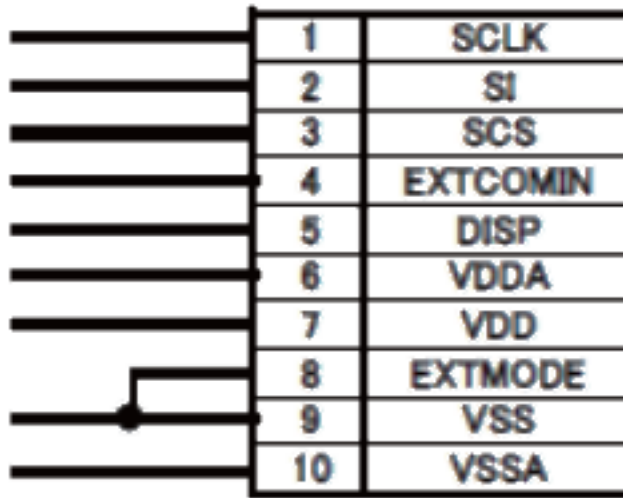 1 SCLK
2 SI
3 SCS
4 EXTCOMIN
5 DISP
6 VDDA
7 VDD
8 EXTMODE
9 VSS
10 VSSA